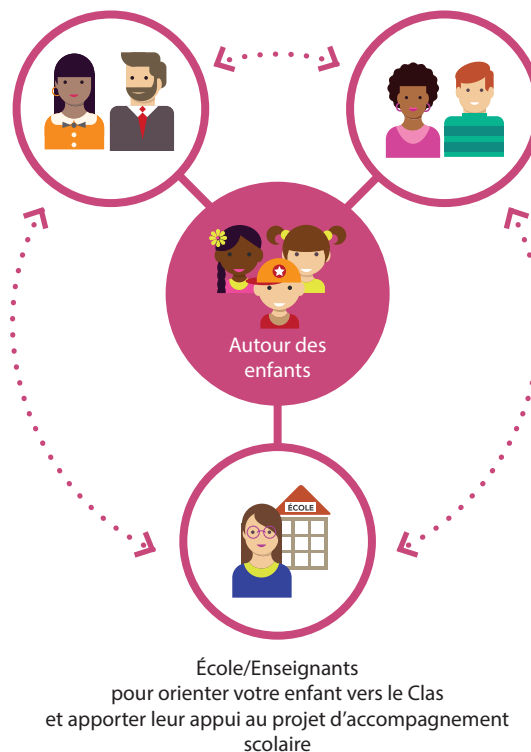 Autour des
enfants
ÉCOLE
École/Enseignants
pour orienter votre enfant vers le Clas
et apporter leur appui au projet d’accompagnement
scolaire